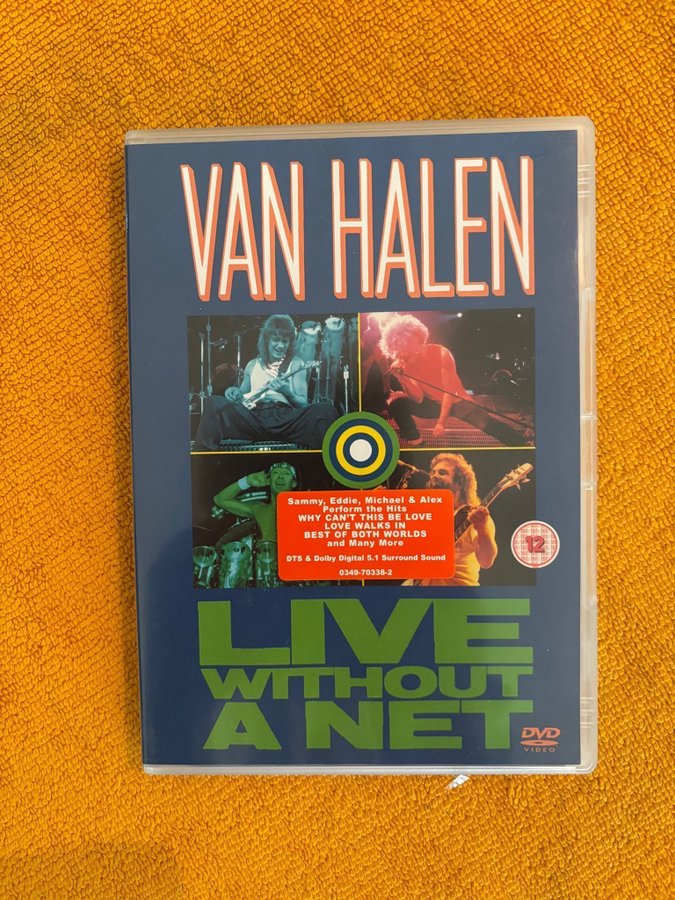 VAN HALEN
Sammy, Eddie, Michael & Alex
Perform the Hits
WHY CAN'T THIS BE LOVE
LOVE WALKS IN
BEST OF BOTH WORLDS
and Many More
DTS & Dolby Digital 5.1 Surround Sound
0349-70338-2
12
LIVE
WITHOUT
A NET
DVD
VIDEO